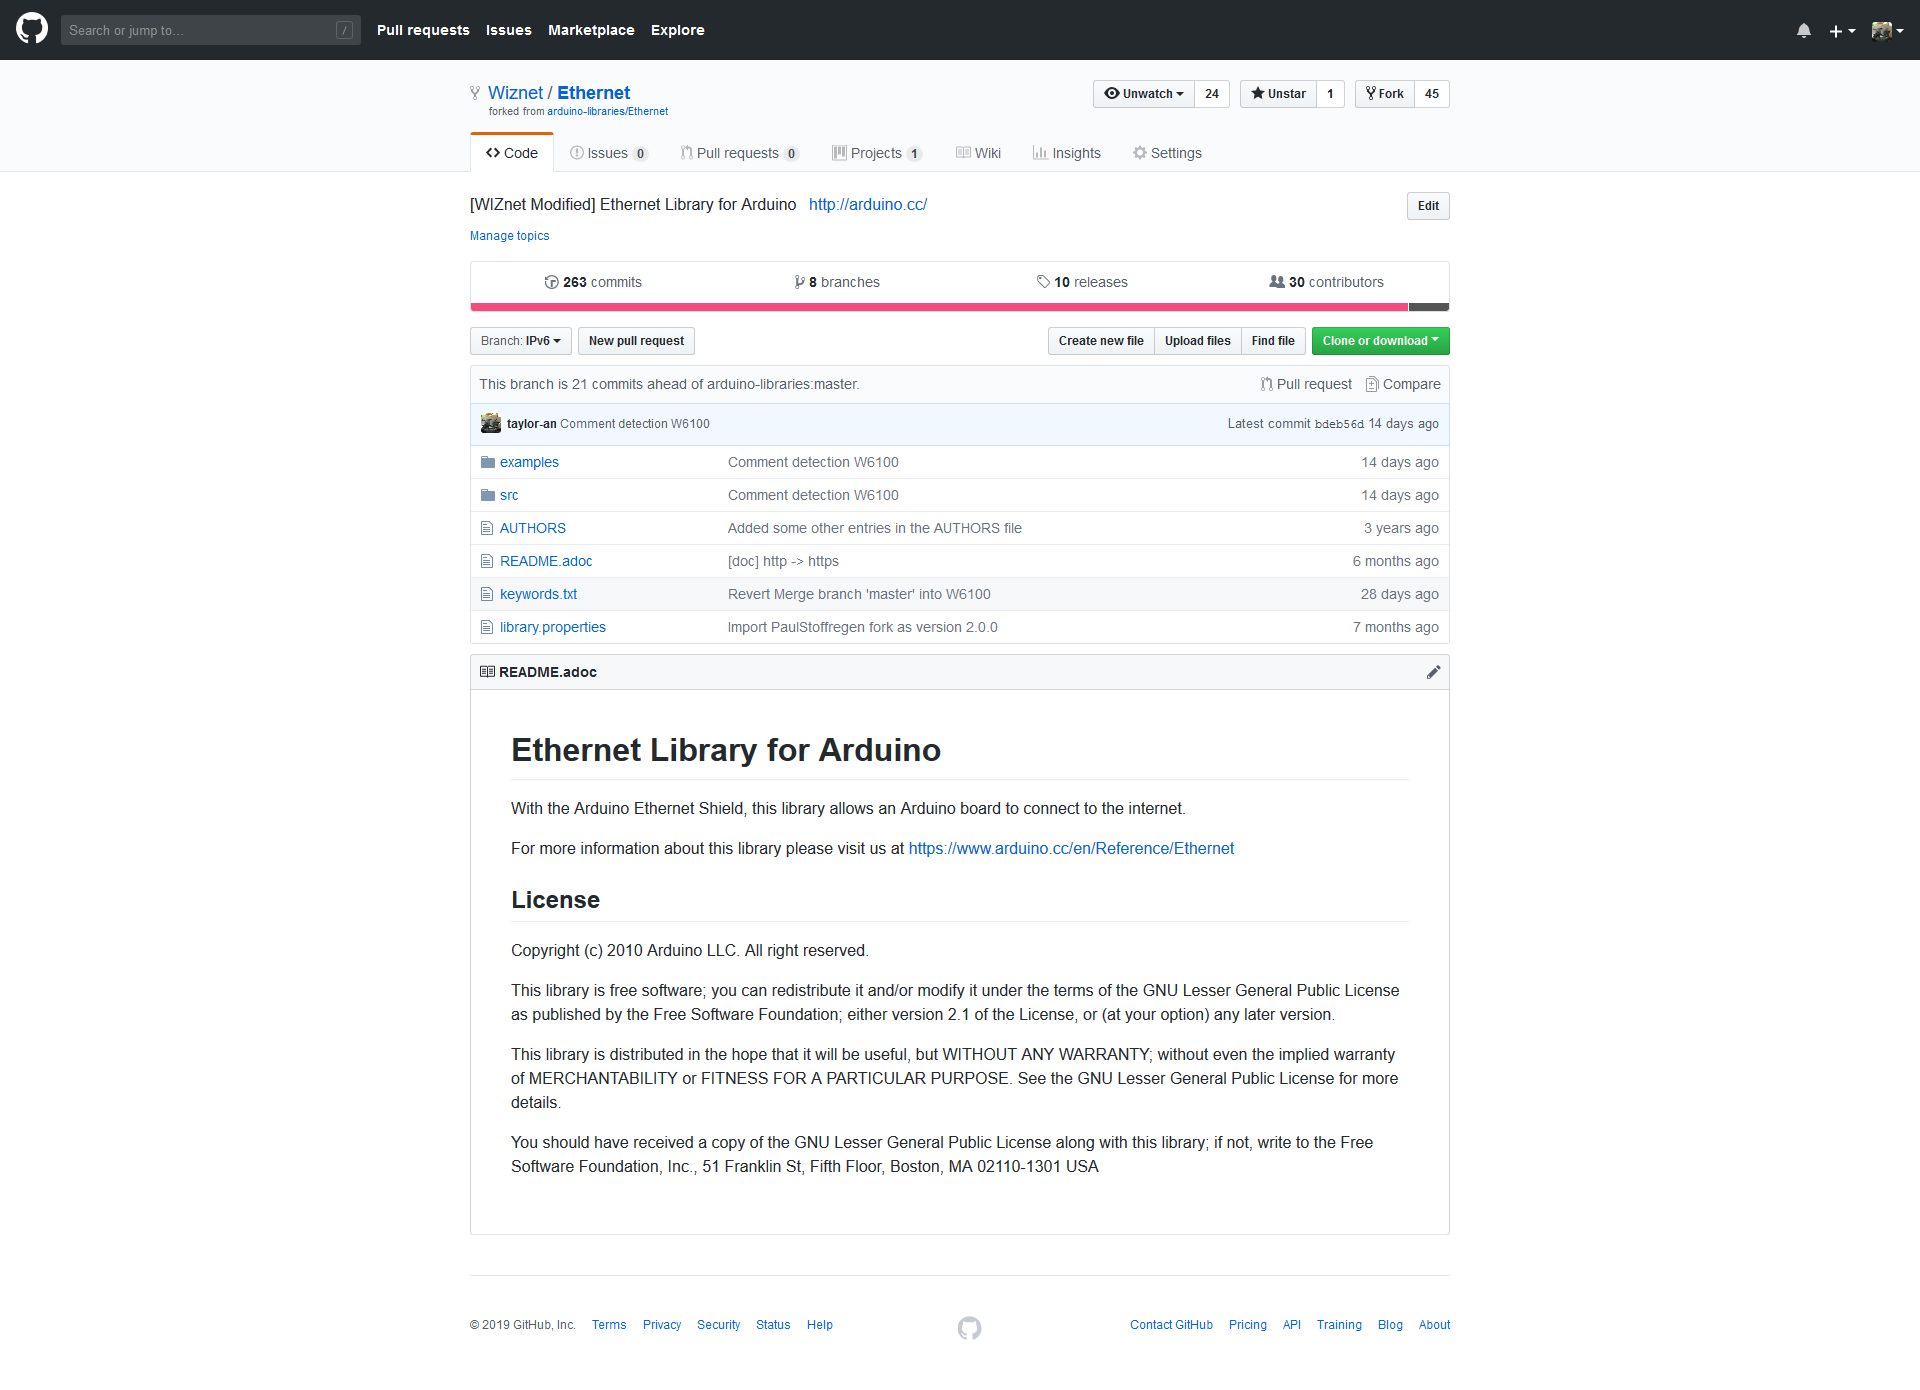 Search or jump to... /
Pull requests Issues Marketplace Explore
Wiznet / Ethernet
forked from arduino-libraries/Ethernet
Unwatch 24 Unstar 1 Fork 45
Code Issues 0 Pull requests 0 Projects 1 Wiki Insights Settings
[WIZnet Modified] Ethernet Library for Arduino http://arduino.cc/ Edit
Manage topics
263 commits 8 branches 10 releases 30 contributors
Branch: IPv6 New pull request Create new file Upload files Find file Clone or download
This branch is 21 commits ahead of arduino-libraries:master. Pull request Compare
taylor-an Comment detection W6100 Latest commit bdeb56d 14 days ago
examples Comment detection W6100 14 days ago
src Comment detection W6100 14 days ago
AUTHORS Added some other entries in the AUTHORS file 3 years ago
README.adoc [doc] http -> https 6 months ago
keywords.txt Revert Merge branch 'master' into W6100 28 days ago
library.properties Import PaulStoffregen fork as version 2.0.0 7 months ago
README.adoc
Ethernet Library for Arduino
With the Arduino Ethernet Shield, this library allows an Arduino board to connect to the internet.
For more information about this library please visit us at https://www.arduino.cc/en/Reference/Ethernet
License
Copyright (c) 2010 Arduino LLC. All right reserved.
This library is free software; you can redistribute it and/or modify it under the terms of the GNU Lesser General Public License
as published by the Free Software Foundation; either version 2.1 of the License, or (at your option) any later version.
This library is distributed in the hope that it will be useful, but WITHOUT ANY WARRANTY; without even the implied warranty
of MERCHANTABILITY or FITNESS FOR A PARTICULAR PURPOSE. See the GNU Lesser General Public License for more
details.
You should have received a copy of the GNU Lesser General Public License along with this library; if not, write to the Free
Software Foundation, Inc., 51 Franklin St, Fifth Floor, Boston, MA 02110-1301 USA
© 2019 GitHub, Inc. Terms Privacy Security Status Help Contact GitHub Pricing API Training Blog About